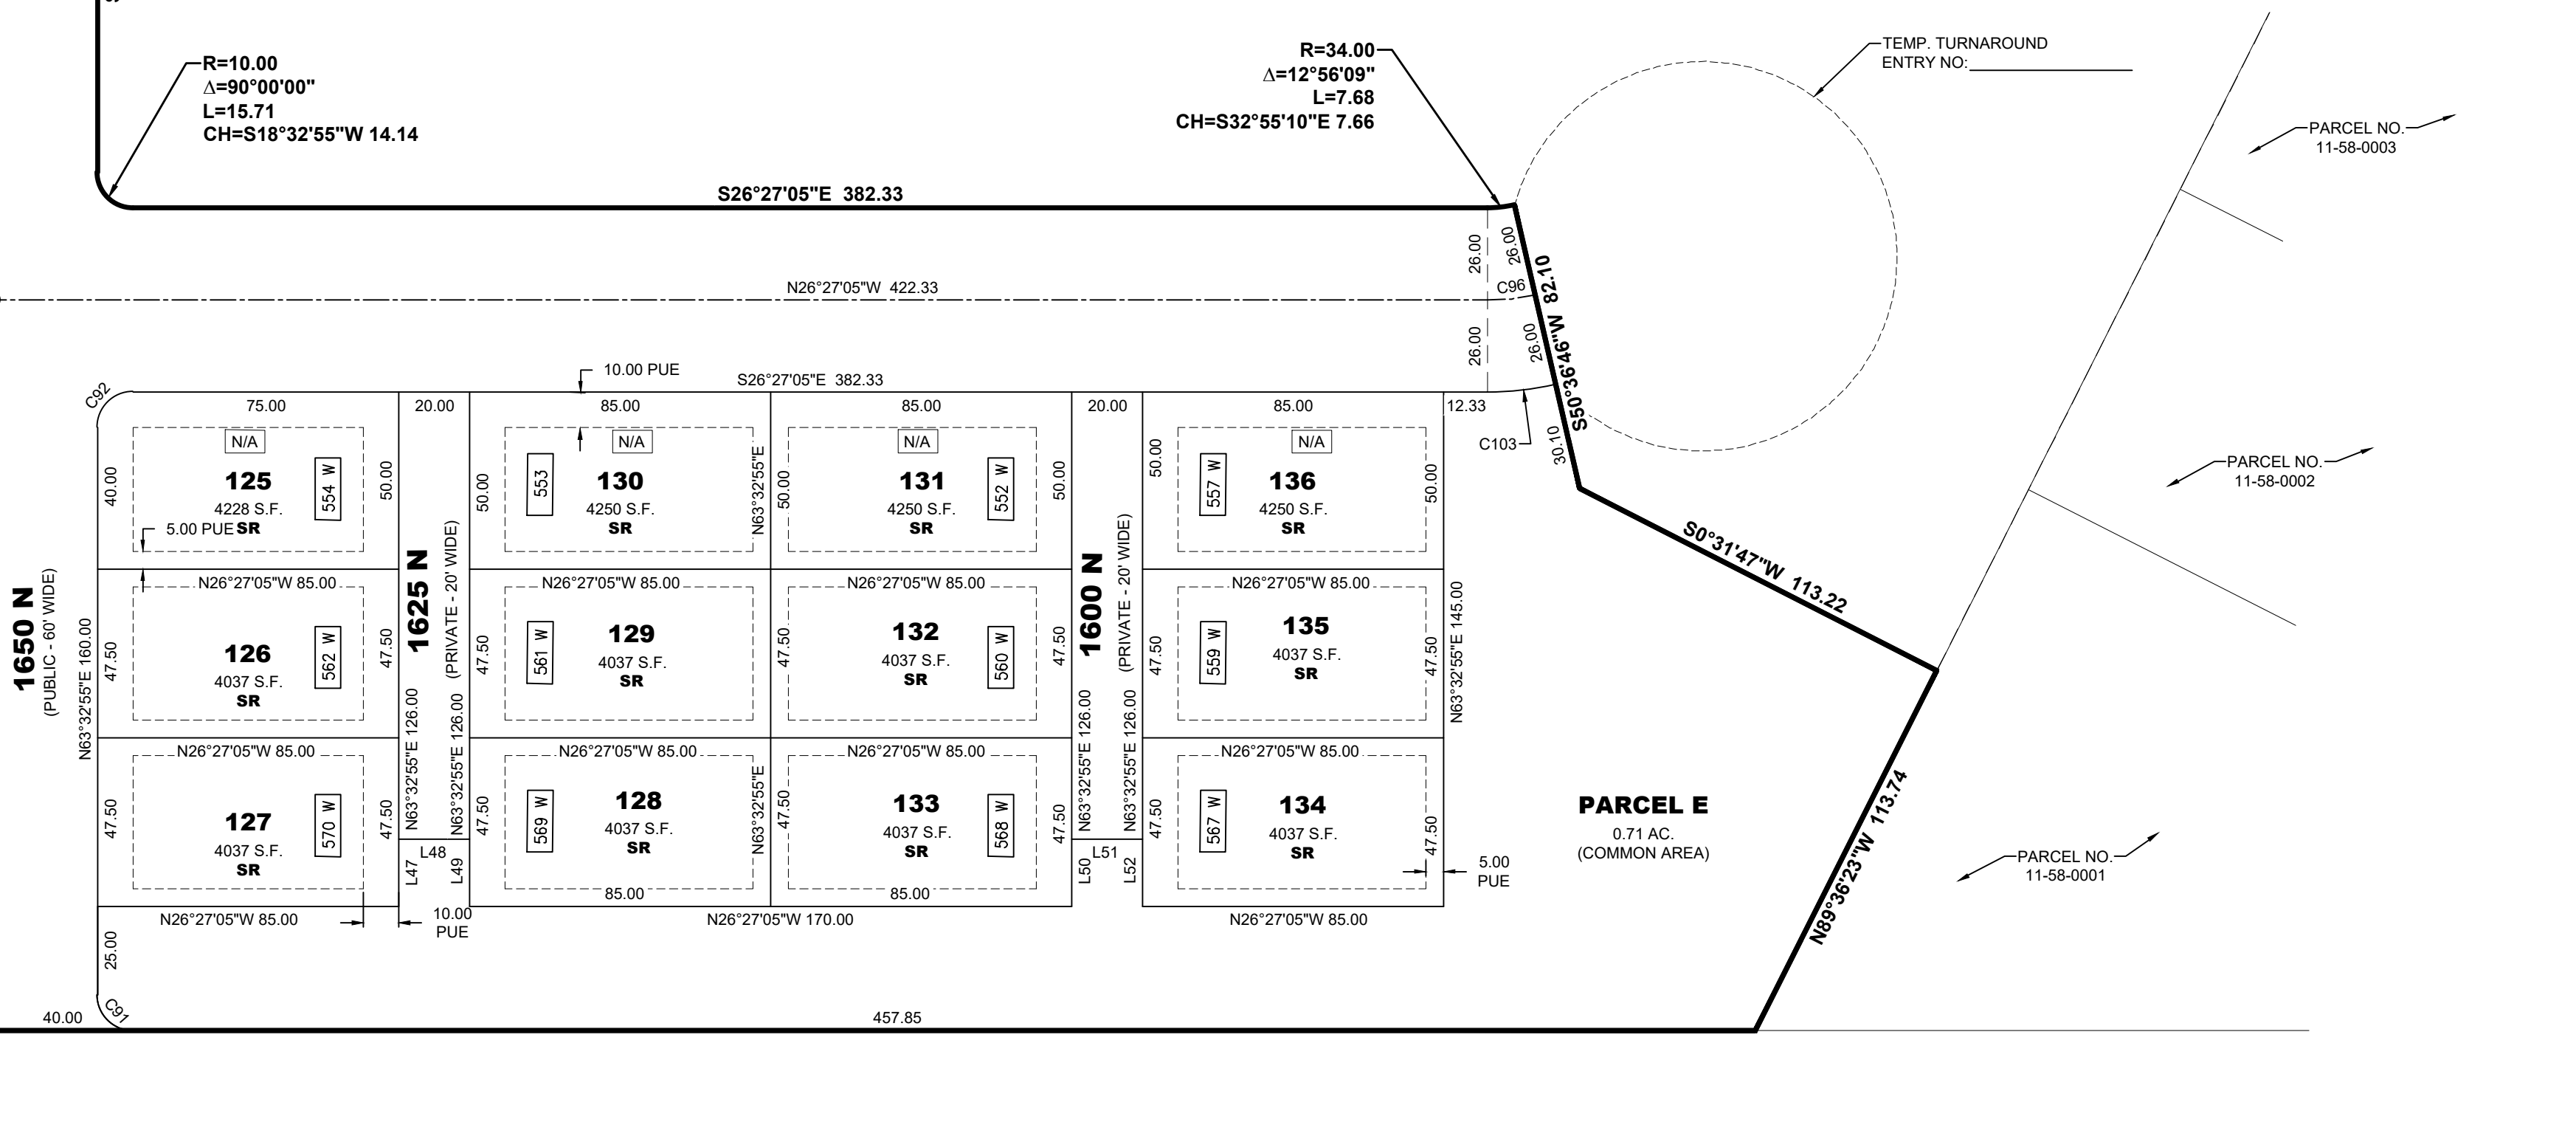 R=10.00
Δ=90°00'00"
L=15.71
CH=S18°32'55"W 14.14
R=34.00
Δ=12°56'09"
L=7.68
CH=S32°55'10"E 7.66
TEMP. TURNAROUND
ENTRY NO:
PARCEL NO.
11-58-0003
S26°27'05"E 382.33
26.00
26.00
N26°27'05"W 422.33
C96
S50°36'46"W 82.10
26.00
26.00
10.00 PUE
S26°27'05"E 382.33
C92
75.00
20.00
85.00
85.00
20.00
85.00
12.33
C103
30.10
PARCEL NO.
11-58-0002
40.00
N/A
125
4228 S.F.
SR
554 W
50.00
5.00 PUE
50.00
553
N/A
130
4250 S.F.
SR
N63°32'55"E
50.00
N/A
131
4250 S.F.
SR
552 W
50.00
50.00
557 W
N/A
136
4250 S.F.
SR
50.00
S0°31'47"W 113.22
1650 N
(PUBLIC - 60' WIDE)
N63°32'55"E 160.00
1625 N
(PRIVATE - 20' WIDE)
1600 N
(PRIVATE - 20' WIDE)
N26°27'05"W 85.00
N26°27'05"W 85.00
N26°27'05"W 85.00
N26°27'05"W 85.00
47.50
126
4037 S.F.
SR
562 W
47.50
47.50
561 W
129
4037 S.F.
SR
47.50
132
4037 S.F.
SR
560 W
47.50
47.50
559 W
135
4037 S.F.
SR
47.50
N63°32'55"E 145.00
N63°32'55"E 126.00
N63°32'55"E 126.00
N63°32'55"E 126.00
N63°32'55"E 126.00
N26°27'05"W 85.00
N26°27'05"W 85.00
N26°27'05"W 85.00
N26°27'05"W 85.00
47.50
127
4037 S.F.
SR
570 W
47.50
L48
L47
L49
47.50
569 W
128
4037 S.F.
SR
N63°32'55"E
47.50
133
4037 S.F.
SR
568 W
47.50
L51
L50
L52
47.50
567 W
134
4037 S.F.
SR
47.50
5.00
PUE
PARCEL E
0.71 AC.
(COMMON AREA)
N89°36'23"W 113.74
PARCEL NO.
11-58-0001
85.00
85.00
N26°27'05"W 85.00
10.00
PUE
N26°27'05"W 170.00
N26°27'05"W 85.00
25.00
C91
40.00
457.85